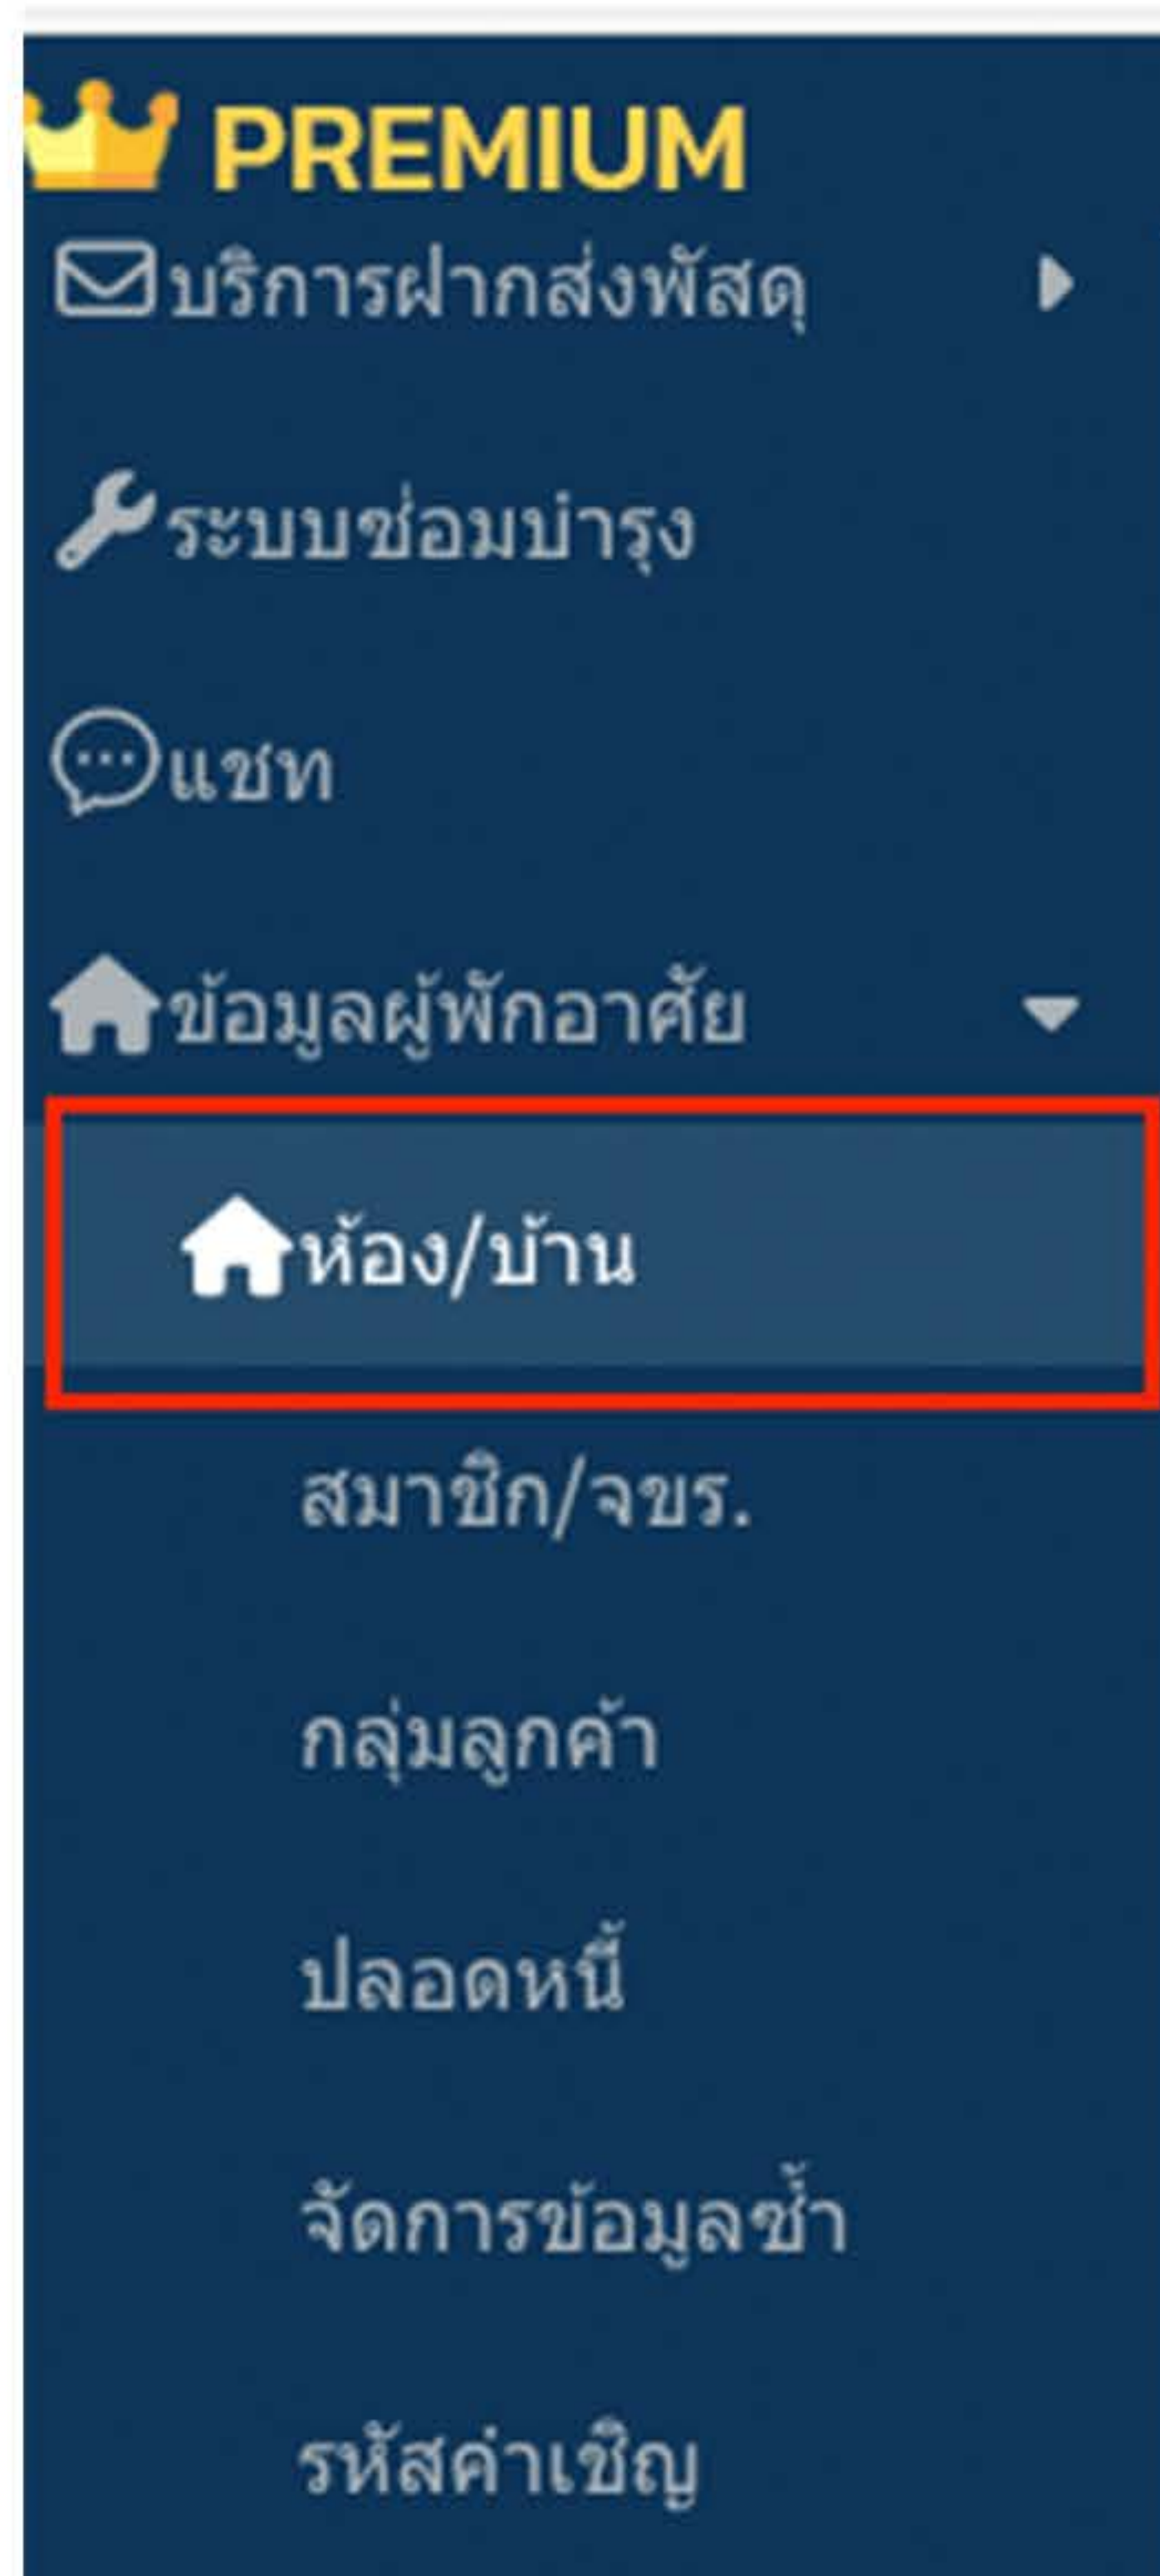 PREMIUM
บริการฝากส่งพัสดุ
ระบบซ่อมบำรุง
แชท
ข้อมูลผู้พักอาศัย
ห้อง/บ้าน
สมาชิก/จขร.
กลุ่มลูกค้า
ปลอดหนี้
จัดการข้อมูลซ้ำ
รหัสคำเชิญ